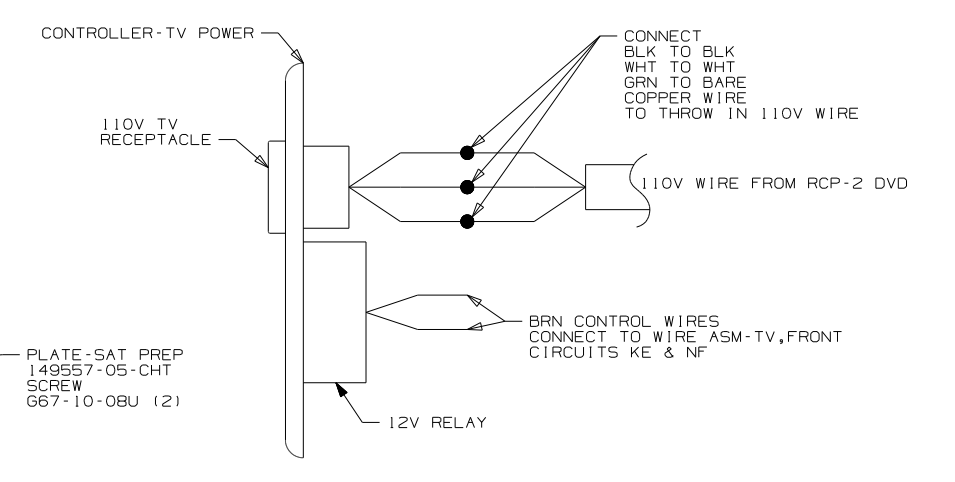 CONTROLLER-TV POWER
CONNECT
BLK TO BLK
WHT TO WHT
GRN TO BARE
COPPER WIRE
TO THROW IN 110V WIRE
110V TV
RECEPTACLE
110V WIRE FROM RCP-2 DVD
BRN CONTROL WIRES
CONNECT TO WIRE ASM-TV,FRONT
CIRCUITS KE & NF
PLATE-SAT PREP
149557-05-CHT
SCREW
G67-10-08U (2)
12V RELAY